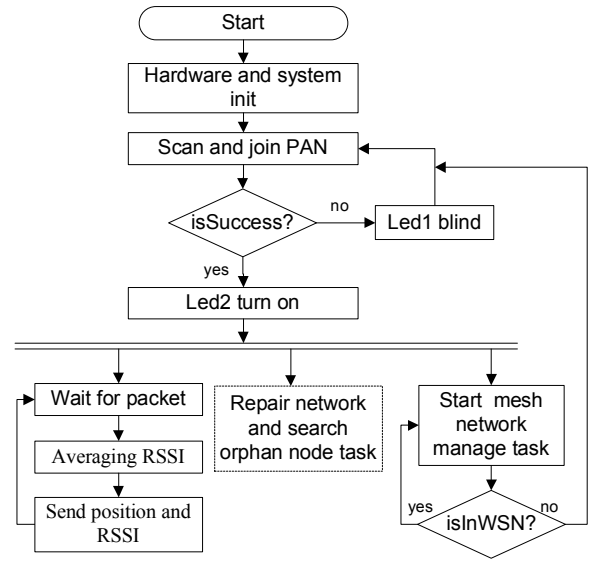 Start
Hardware and system
init
Scan and join PAN
isSuccess?
no
Led1 blind
yes
Led2 turn on
Wait for packet
Averaging RSSI
Send position and
RSSI
Repair network
and search
orphan node task
Start mesh
network
manage task
yes
isInWSN?
no